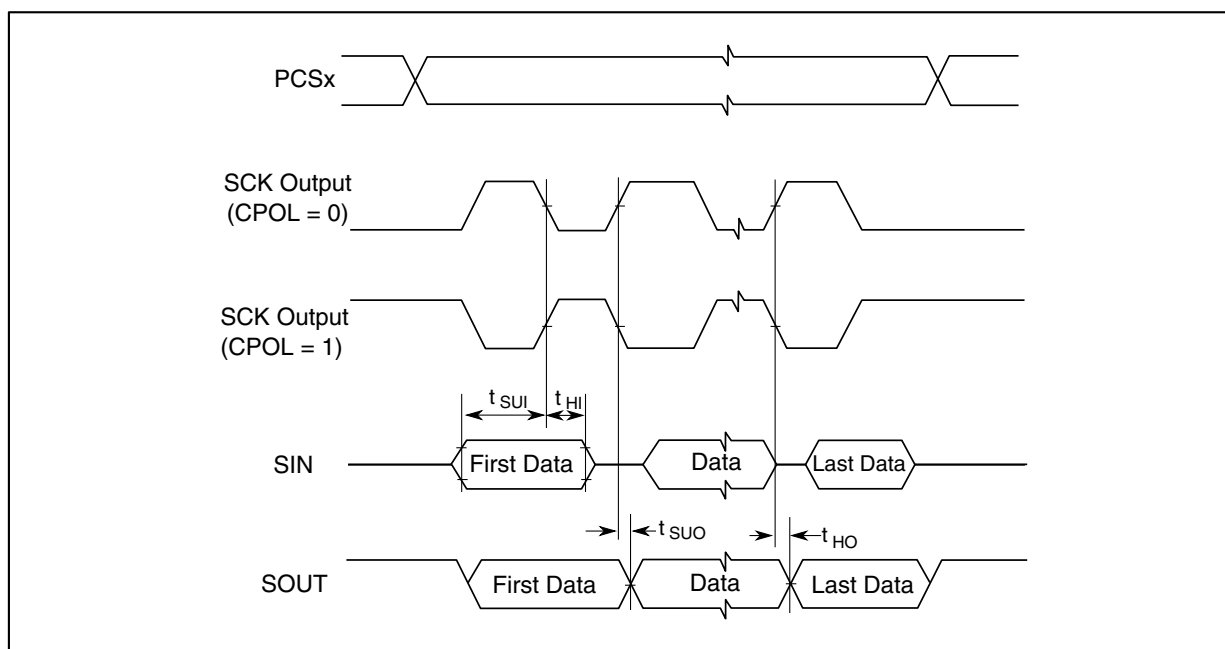 PCSx
SCK Output
(CPOL = 0)
SCK Output
(CPOL = 1)
t SUI
t HI
SIN
First Data
Data
Last Data
t SUO
t HO
SOUT
First Data
Data
Last Data